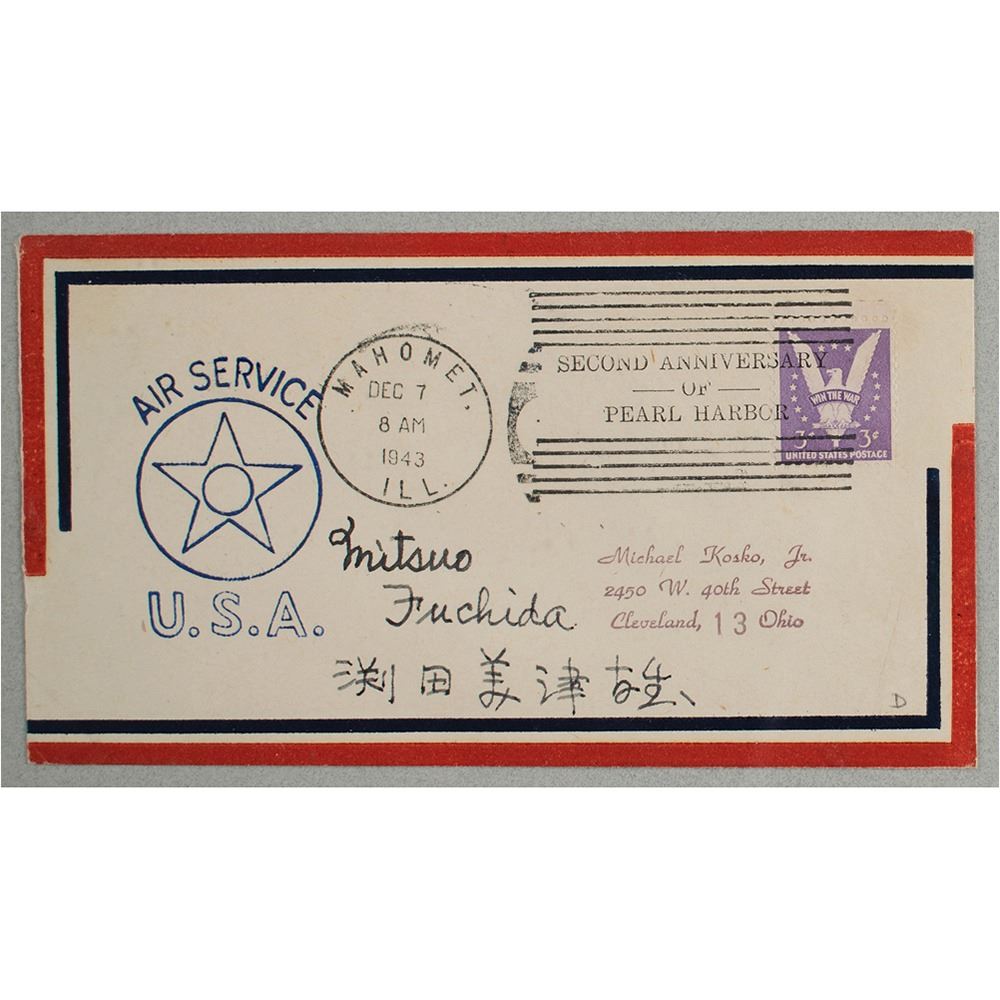 AIR SERVICE
U.S.A.
MAHOMET,
DEC 7
8 AM
1943
ILL.
SECOND ANNIVERSARY
— OF —
PEARL HARBOR
WIN THE WAR
3¢ 3¢
UNITED STATES POSTAGE
Mitsuo
Fuchida
渕田美津雄
Michael Kosko, Jr.
2450 W. 40th Street
Cleveland, 13 Ohio
D